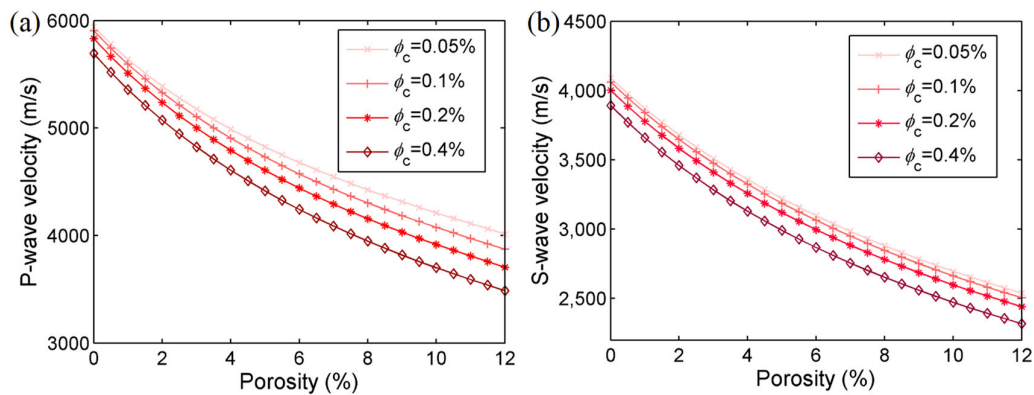 (a)
6000
5000
4000
3000
P-wave velocity (m/s)
0 2 4 6 8 10 12
Porosity (%)
ϕc=0.05%
ϕc=0.1%
ϕc=0.2%
ϕc=0.4%
(b)
4500
4,000
3,500
3,000
2,500
S-wave velocity (m/s)
0 2 4 6 8 10 12
Porosity (%)
ϕc=0.05%
ϕc=0.1%
ϕc=0.2%
ϕc=0.4%